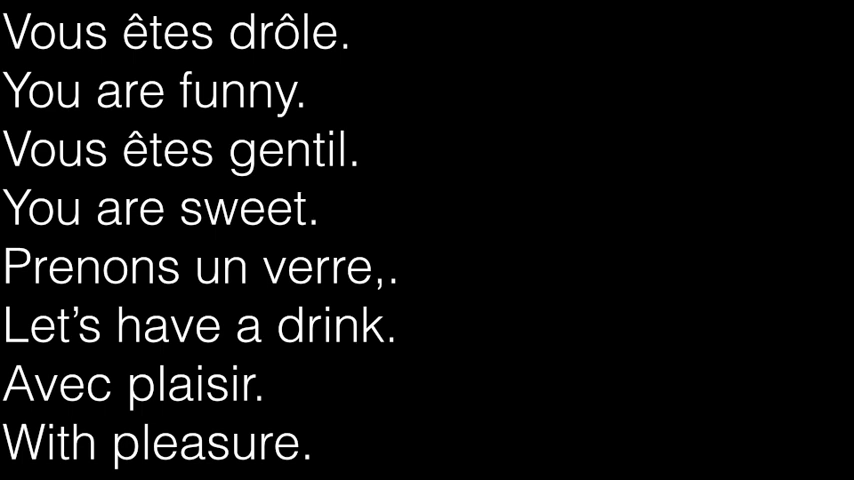 Vous êtes drôle.
You are funny.
Vous êtes gentil.
You are sweet.
Prenons un verre,.
Let’s have a drink.
Avec plaisir.
With pleasure.